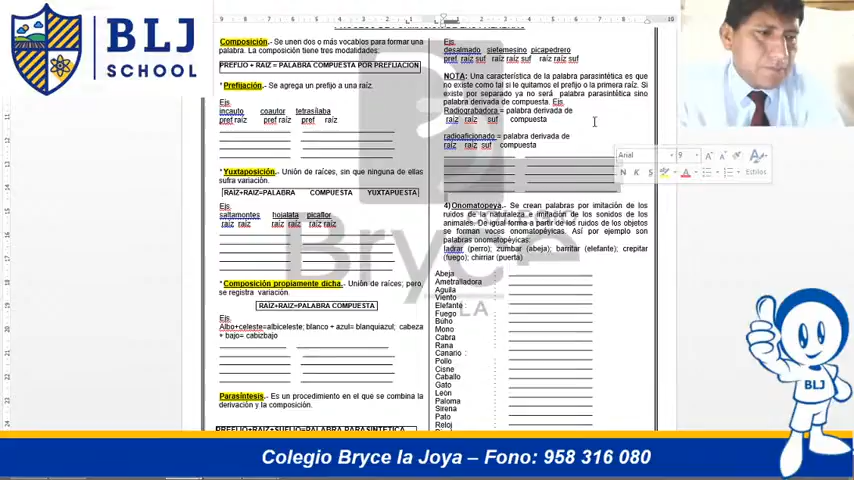 BLJ
SCHOOL
Composición.- Se unen dos o más vocablos para formar una
palabra. La composición tiene tres modalidades:
PREFIJO + RAÍZ = PALABRA COMPUESTA POR PREFIJACION
* Prefijación.- Se agrega un prefijo a una raíz.
Ejs.
incauto coautor tetrasílaba
pref raíz pref raíz pref raíz
*Yuxtaposición.- Unión de raíces, sin que ninguna de ellas
sufra variación.
RAIZ+RAIZ=PALABRA COMPUESTA YUXTAPUESTA
Ejs.
saltamontes hojalata picaflor
raíz raíz raíz raíz raíz raíz
*Composición propiamente dicha.- Unión de raíces; pero,
se registra variación.
RAÍZ+RAIZ=PALABRA COMPUESTA
Ejs.
Albo+celeste=albiceleste; blanco + azul= blanquiazul; cabeza
+ bajo= cabizbajo
Parasíntesis.- Es un procedimiento en el que se combina la
derivación y la composición.
PREFIJO+RAIZ+SUFIJO=PALABRA PARASINTETICA
Ejs.
desalmado sietemesino picapedrero
pref raíz suf raíz raíz suf raíz raíz suf
NOTA: Una característica de la palabra parasintética es que
no existe como tal si le quitamos el prefijo o la primera raíz. Si
existe por separado ya no será palabra parasintética sino
palabra derivada de compuesta. Ejs.
Radiograbadora = palabra derivada de
raíz raíz suf compuesta
radioaficionado = palabra derivada de
raíz raíz suf compuesta
4)Onomatopeya.- Se crean palabras por imitación de los
ruidos de la naturaleza e imitación de los sonidos de los
animales. De igual forma a partir de los ruidos de los objetos
se forman voces onomatopéyicas. Así por ejemplo son
palabras onomatopéyicas:
ladrar (perro); zumbar (abeja); barritar (elefante); crepitar
(fuego); chirriar (puerta)
Abeja
Ametralladora :
Aguila
Viento
Elefante :
Fuego
Búho
Mono
Cabra
Rana
Canario :
Pollo
Cisne
Caballo
Gato
León
Paloma
Sirena
Pato
Reloj
Bryce
LA
Arial 9
N K S
Estilos
BLJ
Colegio Bryce la Joya – Fono: 958 316 080